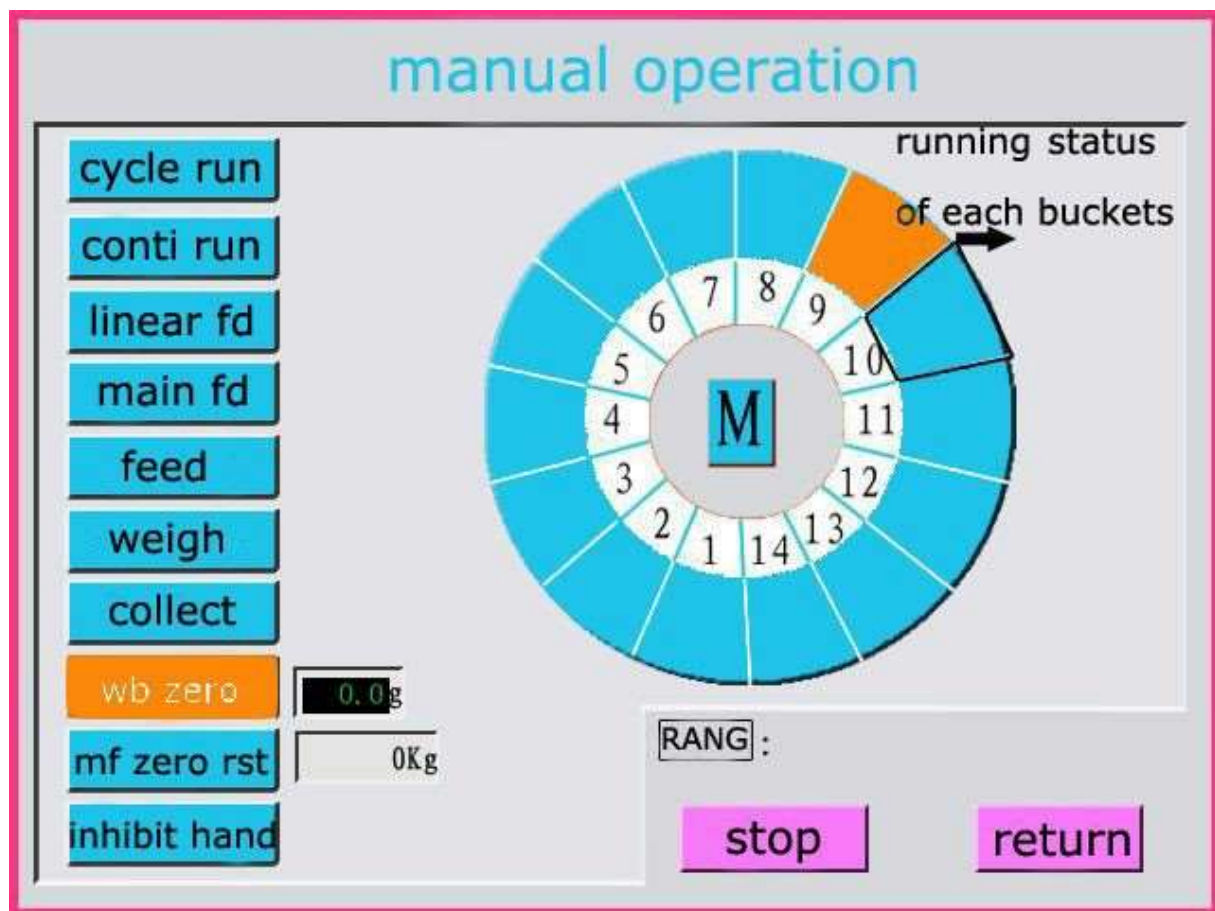 manual operation
running status
of each buckets
cycle run
conti run
linear fd
main fd
feed
weigh
collect
wb zero
0.0g
mf zero rst
0Kg
inhibit hand
7
8
6
9
5
10
4
M
11
3
12
2
13
1
14
RANG :
stop
return